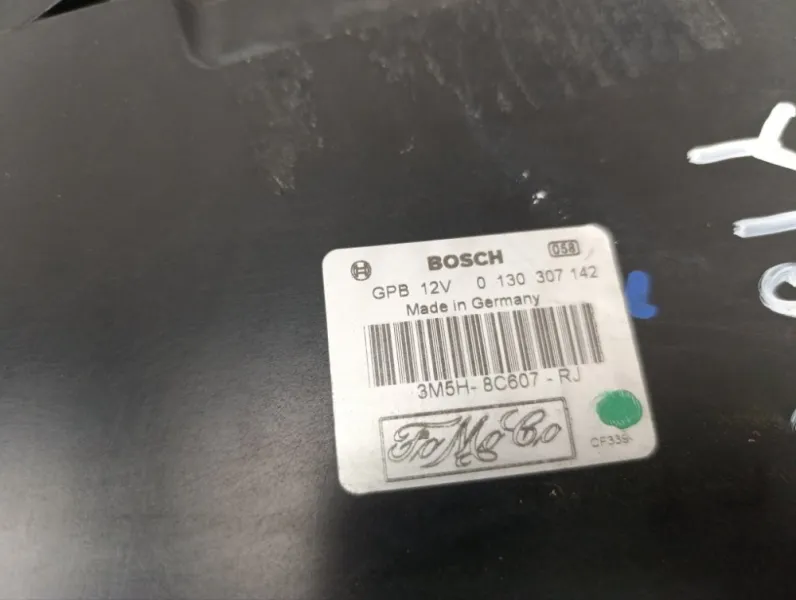 BOSCH 058
GPB 12V 0 130 307 142
Made in Germany
3M5H-8C607-RJ
FoMoCo
CF339